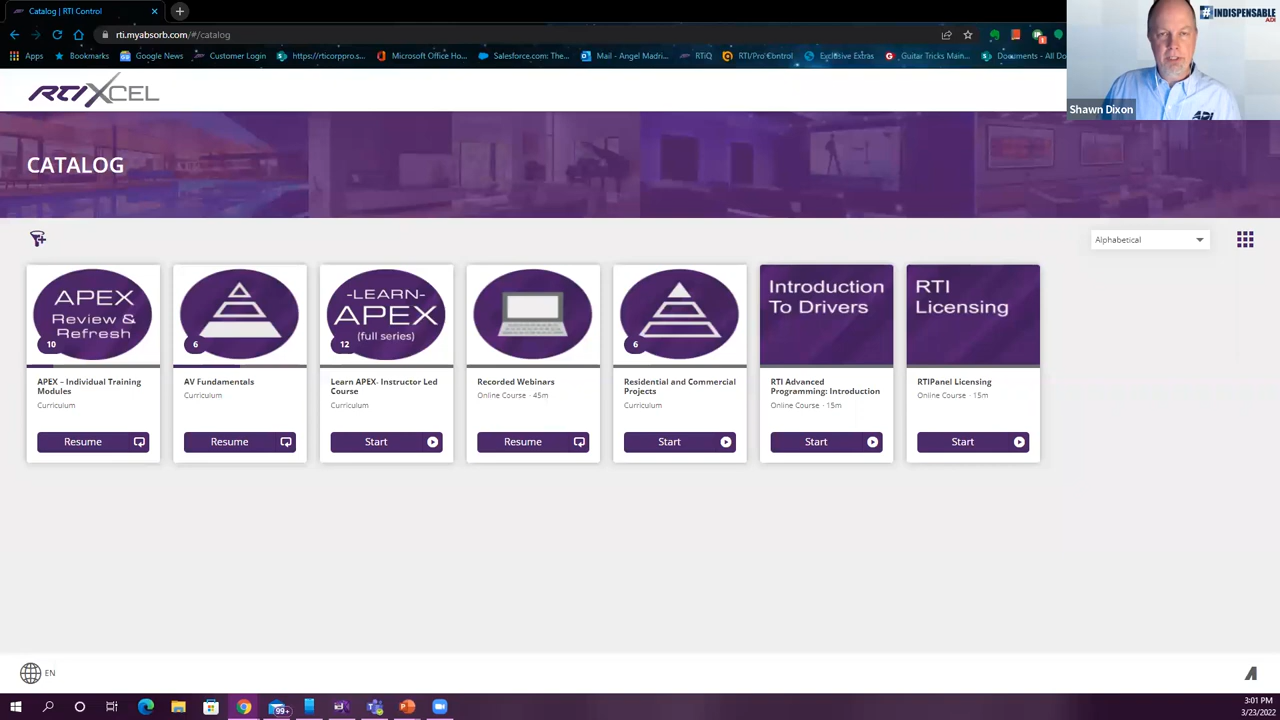 Catalog | RTI Control
#INDISPENSABLE
ADI
rti.myabsorb.com/#/catalog
Apps
Bookmarks
Google News
Customer Login
https://rticorppro.s...
Microsoft Office Ho...
Salesforce.com: The...
Mail - Angel Madri...
RTiQ
RTI/Pro Control
Exclusive Extras
Guitar Tricks Main...
Documents - All Do
RTI XCEL
Shawn Dixon
ADI
CATALOG
Alphabetical
APEX
Review &
Refresh
10
6
-LEARN-
APEX
(full series)
12
6
Introduction
To Drivers
RTI
Licensing
APEX – Individual Training
Modules
Curriculum
Resume
AV Fundamentals
Curriculum
Resume
Learn APEX- Instructor Led
Course
Curriculum
Start
Recorded Webinars
Online Course · 45m
Resume
Residential and Commercial
Projects
Curriculum
Start
RTI Advanced
Programming: Introduction
Online Course · 15m
Start
RTIPanel Licensing
Online Course · 15m
Start
EN
99+
3:01 PM
3/23/2022